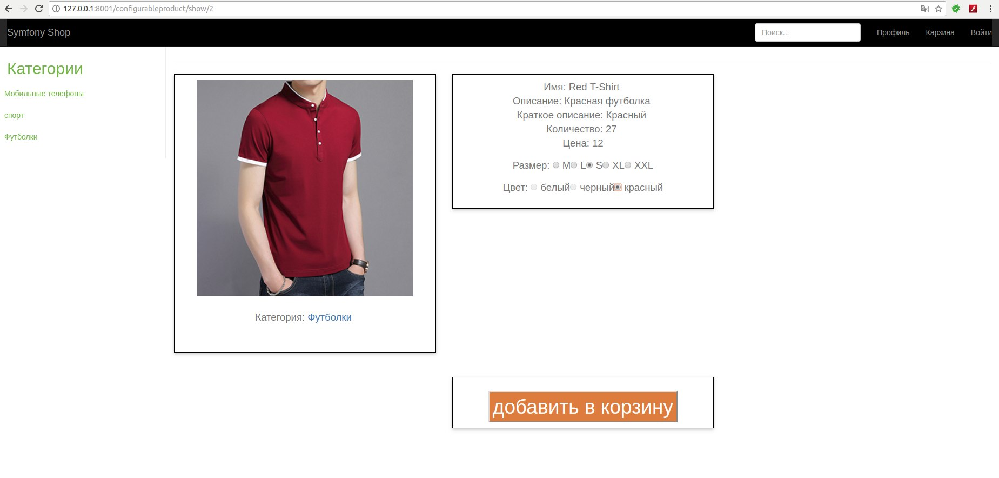 127.0.0.1:8001/configurableproduct/show/2
Symfony Shop
Поиск...
Профиль
Карзина
Войти
Категории
Мобильные телефоны
спорт
Футболки
Категория: Футболки
Имя: Red T-Shirt
Описание: Красная футболка
Краткое описание: Красный
Количество: 27
Цена: 12
Размер: M L S XL XXL
Цвет: белый черный красный
добавить в корзину